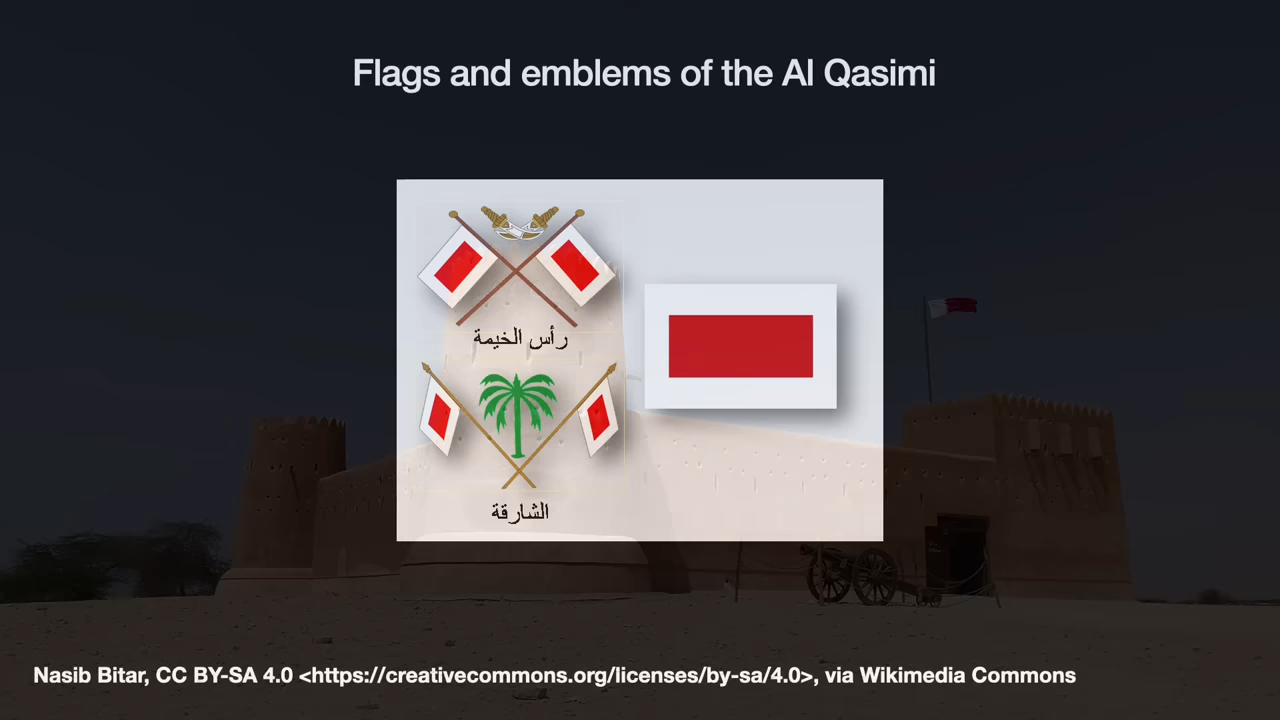 Flags and emblems of the Al Qasimi
رأس الخيمة
الشارقة
Nasib Bitar, CC BY-SA 4.0 <https://creativecommons.org/licenses/by-sa/4.0>, via Wikimedia Commons